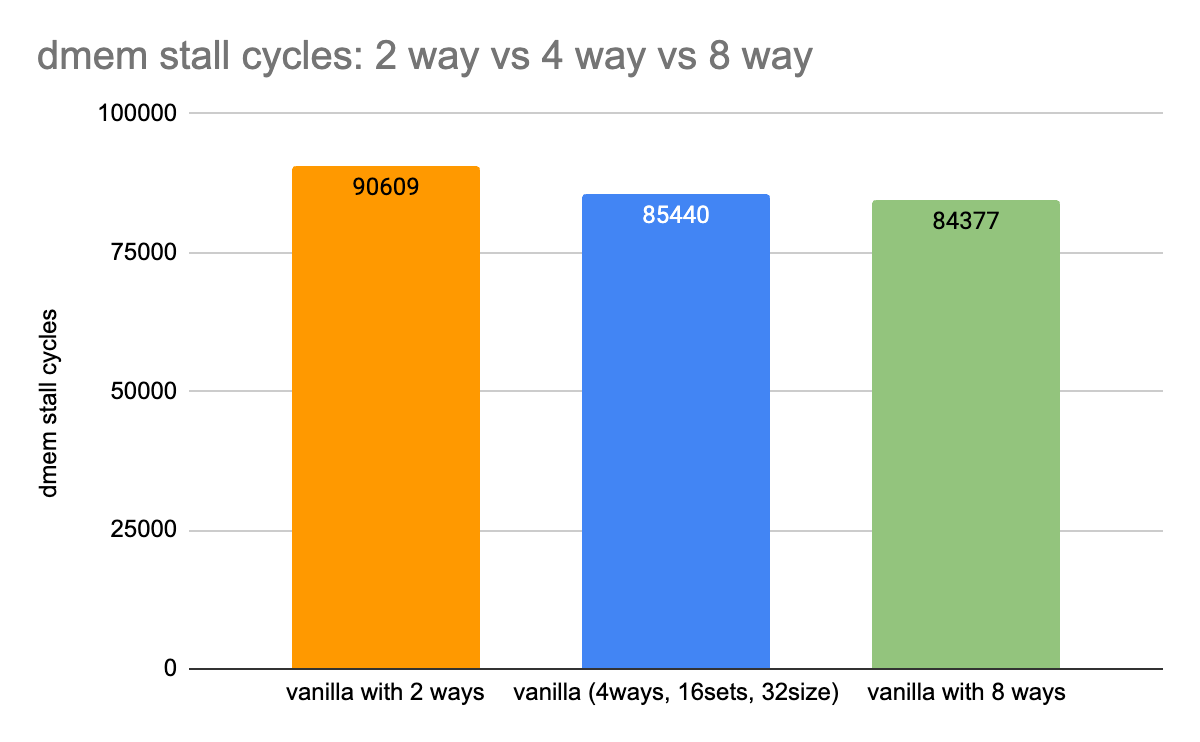 dmem stall cycles: 2 way vs 4 way vs 8 way
100000
75000
50000
25000
0
dmem stall cycles
90609
85440
84377
vanilla with 2 ways
vanilla (4ways, 16sets, 32size)
vanilla with 8 ways